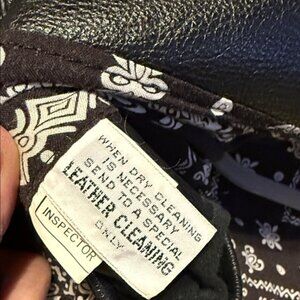 WHEN DRY CLEANING
IS NECESSARY
SEND TO A SPECIAL
LEATHER CLEANING
ONLY
INSPECTOR